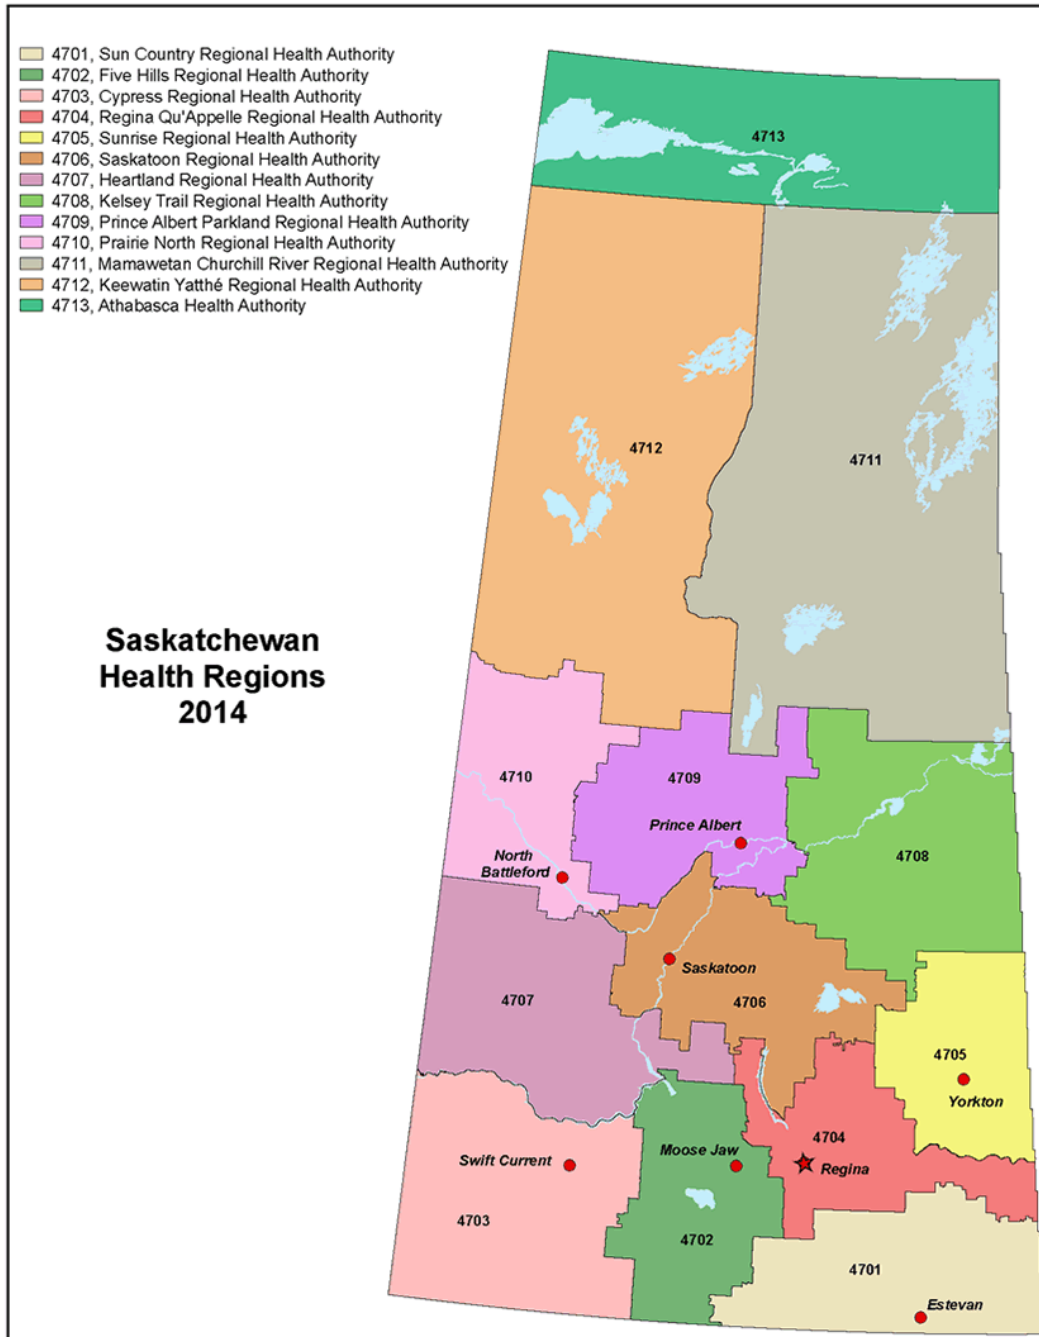 4701, Sun Country Regional Health Authority
4702, Five Hills Regional Health Authority
4703, Cypress Regional Health Authority
4704, Regina Qu'Appelle Regional Health Authority
4705, Sunrise Regional Health Authority
4706, Saskatoon Regional Health Authority
4707, Heartland Regional Health Authority
4708, Kelsey Trail Regional Health Authority
4709, Prince Albert Parkland Regional Health Authority
4710, Prairie North Regional Health Authority
4711, Mamawetan Churchill River Regional Health Authority
4712, Keewatin Yatthé Regional Health Authority
4713, Athabasca Health Authority
4713
4712
4711
Saskatchewan
Health Regions
2014
4710
4709
Prince Albert
North
Battleford
4708
Saskatoon
4707
4706
4705
Yorkton
4704
Swift Current
Moose Jaw
Regina
4703
4702
4701
Estevan